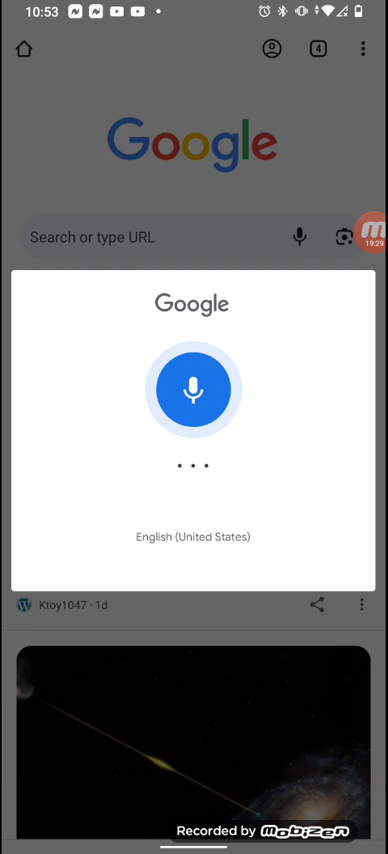 10:53
4
Google
Search or type URL
19:29
Google
English (United States)
Ktoy1047 · 1d
Recorded by mobizen